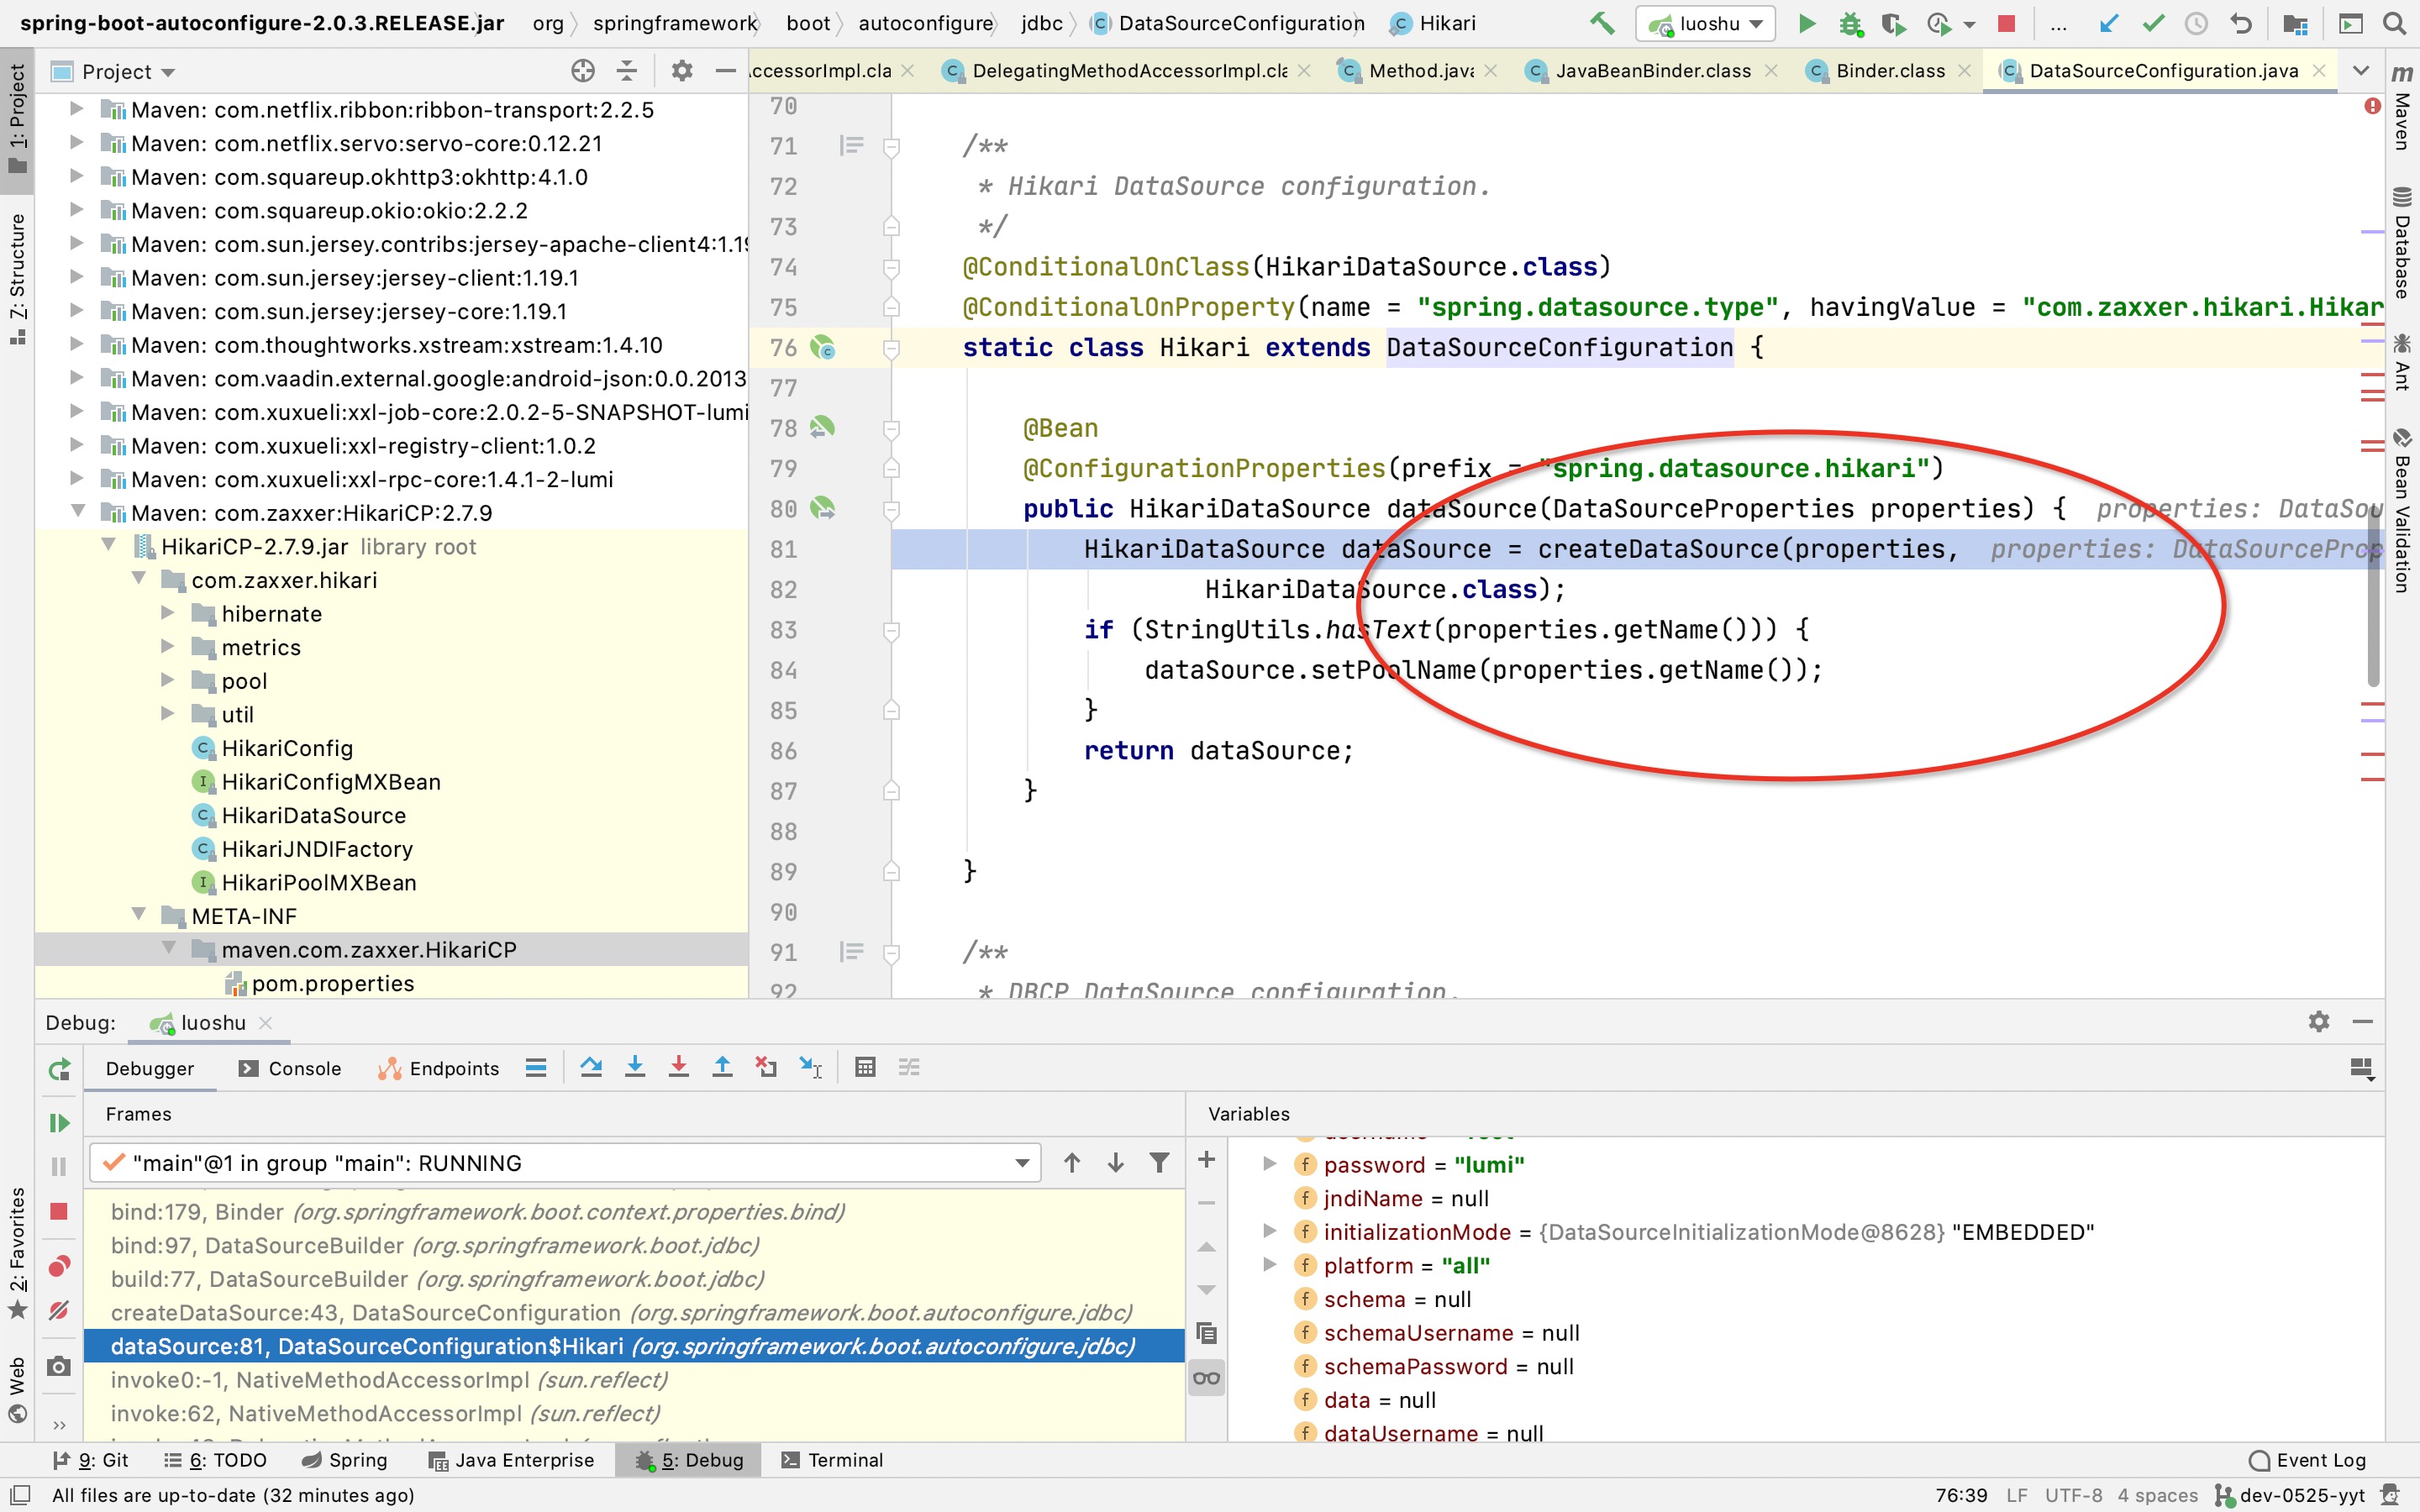 spring-boot-autoconfigure-2.0.3.RELEASE.jar org springframework boot autoconfigure jdbc DataSourceConfiguration Hikari luoshu ...
Project
ccessorImpl.cla DelegatingMethodAccessorImpl.cla Method.java JavaBeanBinder.class Binder.class DataSourceConfiguration.java
1: Project
7: Structure
2: Favorites
Web
Maven: com.netflix.ribbon:ribbon-transport:2.2.5
Maven: com.netflix.servo:servo-core:0.12.21
Maven: com.squareup.okhttp3:okhttp:4.1.0
Maven: com.squareup.okio:okio:2.2.2
Maven: com.sun.jersey.contribs:jersey-apache-client4:1.19
Maven: com.sun.jersey:jersey-client:1.19.1
Maven: com.sun.jersey:jersey-core:1.19.1
Maven: com.thoughtworks.xstream:xstream:1.4.10
Maven: com.vaadin.external.google:android-json:0.0.2013
Maven: com.xuxueli:xxl-job-core:2.0.2-5-SNAPSHOT-lumi
Maven: com.xuxueli:xxl-registry-client:1.0.2
Maven: com.xuxueli:xxl-rpc-core:1.4.1-2-lumi
Maven: com.zaxxer:HikariCP:2.7.9
HikariCP-2.7.9.jar library root
com.zaxxer.hikari
hibernate
metrics
pool
util
HikariConfig
HikariConfigMXBean
HikariDataSource
HikariJNDIFactory
HikariPoolMXBean
META-INF
maven.com.zaxxer.HikariCP
pom.properties
70
71 /**
72 * Hikari DataSource configuration.
73 */
74 @ConditionalOnClass(HikariDataSource.class)
75 @ConditionalOnProperty(name = "spring.datasource.type", havingValue = "com.zaxxer.hikari.Hikar
76 static class Hikari extends DataSourceConfiguration {
77
78 @Bean
79 @ConfigurationProperties(prefix = "spring.datasource.hikari")
80 public HikariDataSource dataSource(DataSourceProperties properties) { properties: DataSou
81 HikariDataSource dataSource = createDataSource(properties, properties: DataSourceProp
82 HikariDataSource.class);
83 if (StringUtils.hasText(properties.getName())) {
84 dataSource.setPoolName(properties.getName());
85 }
86 return dataSource;
87 }
88
89 }
90
91 /**
92 * DBCP DataSource configuration.
Maven
Database
Ant
Bean Validation
Debug: luoshu
Debugger Console Endpoints
Frames
"main"@1 in group "main": RUNNING
bind:179, Binder (org.springframework.boot.context.properties.bind)
bind:97, DataSourceBuilder (org.springframework.boot.jdbc)
build:77, DataSourceBuilder (org.springframework.boot.jdbc)
createDataSource:43, DataSourceConfiguration (org.springframework.boot.autoconfigure.jdbc)
dataSource:81, DataSourceConfiguration$Hikari (org.springframework.boot.autoconfigure.jdbc)
invoke0:-1, NativeMethodAccessorImpl (sun.reflect)
invoke:62, NativeMethodAccessorImpl (sun.reflect)
Variables
password = "lumi"
jndiName = null
initializationMode = {DataSourceInitializationMode@8628} "EMBEDDED"
platform = "all"
schema = null
schemaUsername = null
schemaPassword = null
data = null
dataUsername = null
9: Git 6: TODO Spring Java Enterprise 5: Debug Terminal Event Log
All files are up-to-date (32 minutes ago) 76:39 LF UTF-8 4 spaces dev-0525-yyt